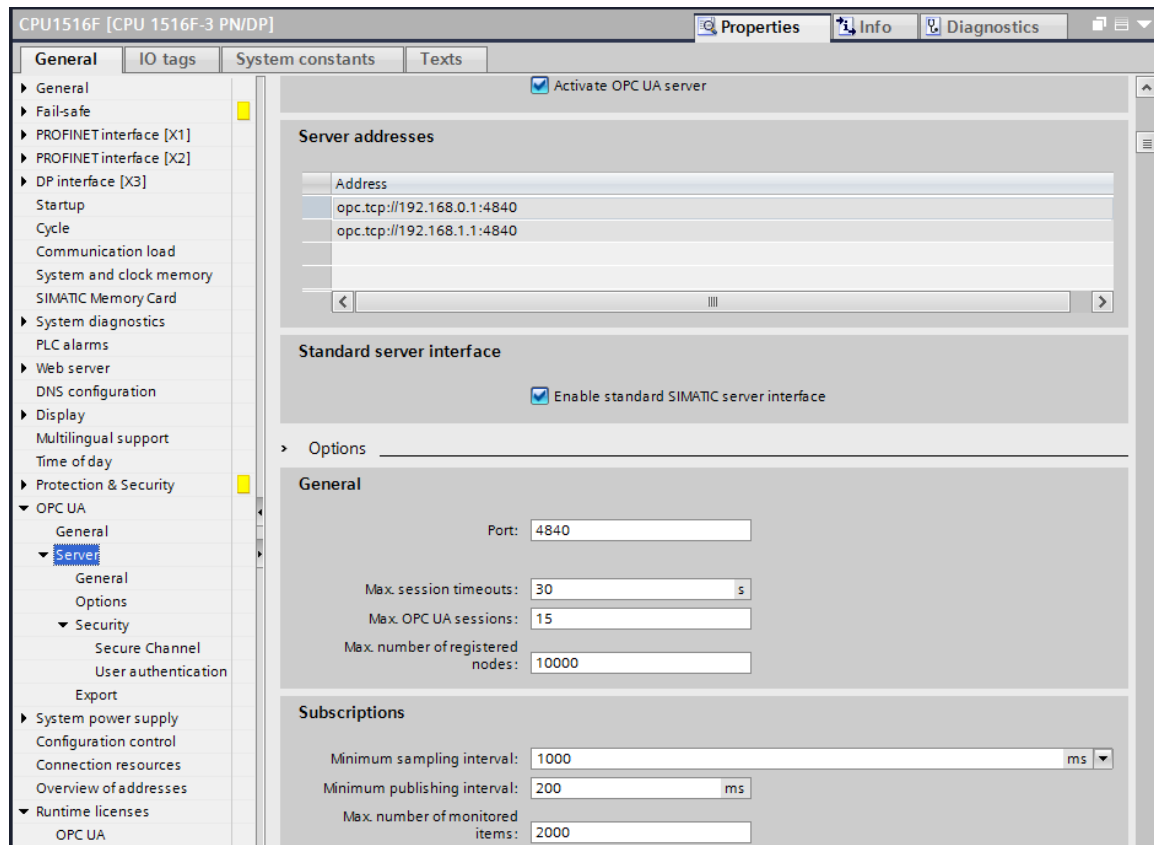 CPU1516F [CPU 1516F-3 PN/DP]
Properties
Info
Diagnostics
General
IO tags
System constants
Texts
General
Fail-safe
PROFINET interface [X1]
PROFINET interface [X2]
DP interface [X3]
Startup
Cycle
Communication load
System and clock memory
SIMATIC Memory Card
System diagnostics
PLC alarms
Web server
DNS configuration
Display
Multilingual support
Time of day
Protection & Security
OPC UA
General
Server
General
Options
Security
Secure Channel
User authentication
Export
System power supply
Configuration control
Connection resources
Overview of addresses
Runtime licenses
OPC UA
Activate OPC UA server
Server addresses
Address
opc.tcp://192.168.0.1:4840
opc.tcp://192.168.1.1:4840
Standard server interface
Enable standard SIMATIC server interface
Options
General
Port: 4840
Max. session timeouts: 30 s
Max. OPC UA sessions: 15
Max. number of registered
nodes: 10000
Subscriptions
Minimum sampling interval: 1000 ms
Minimum publishing interval: 200 ms
Max. number of monitored
items: 2000